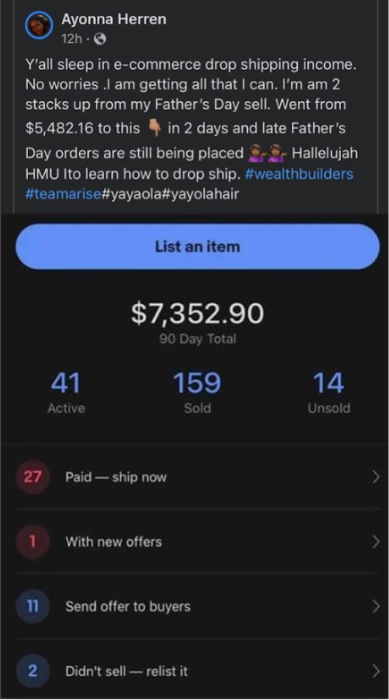 Ayonna Herren
12h ·
Y'all sleep in e-commerce drop shipping income.
No worries .I am getting all that I can. I'm am 2
stacks up from my Father's Day sell. Went from
$5,482.16 to this 👇🏽 in 2 days and late Father's
Day orders are still being placed 💁🏾‍♀️💁🏾‍♀️ Hallelujah
HMU Ito learn how to drop ship. #wealthbuilders
#teamarise#yayaola#yayolahair
List an item
$7,352.90
90 Day Total
41 159 14
Active Sold Unsold
27 Paid — ship now
1 With new offers
11 Send offer to buyers
2 Didn't sell — relist it